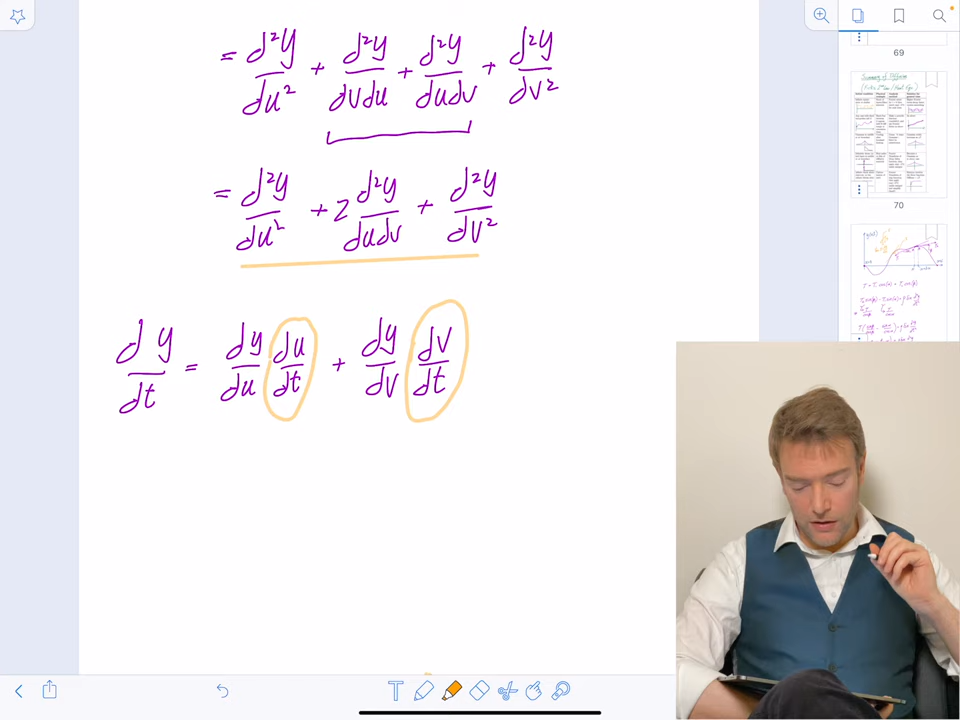 = d²y/du² + d²y/dvdu + d²y/dudv + d²y/dv²
= d²y/du² + 2 d²y/dudv + d²y/dv²
dy/dt = dy/du du/dt + dy/dv dv/dt
69
70
T